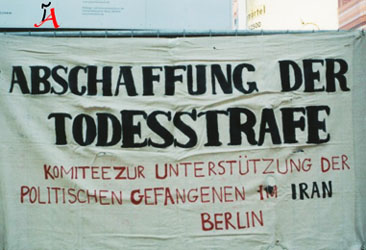 ABSCHAFFUNG DER
TODESSTRAFE
KOMITEE ZUR UNTERSTÜTZUNG DER
POLITISCHEN GEFANGENEN IM IRAN
BERLIN